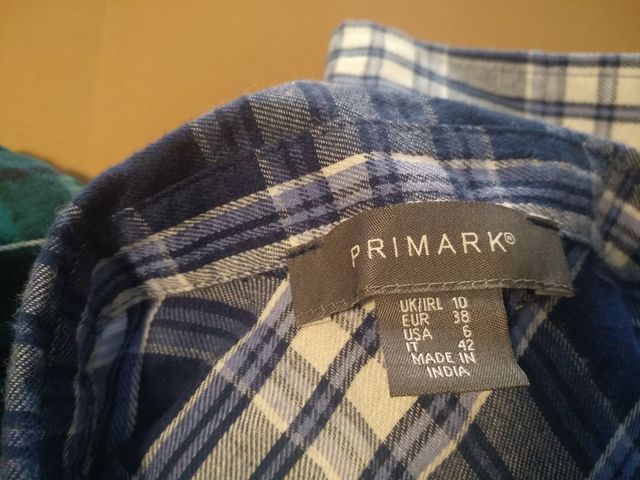 PRIMARK®
UK/IRL 10
EUR 38
USA 6
IT 42
MADE IN
INDIA